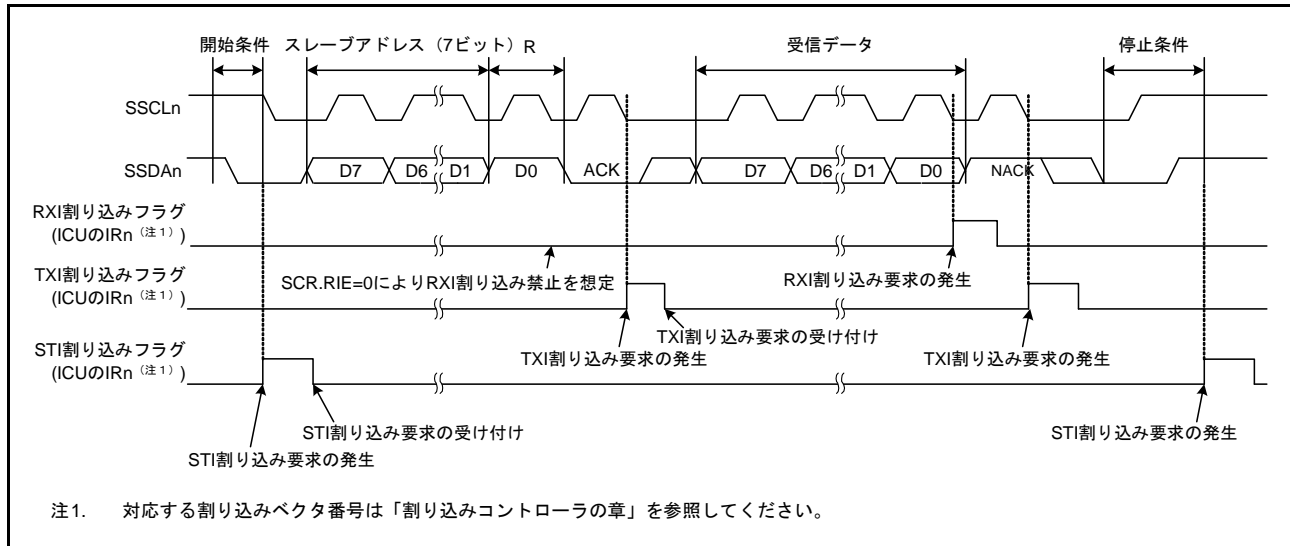 開始条件 スレーブアドレス（7ビット）R 受信データ 停止条件
SSCLn
SSDAn D7 D6 D1 D0 ACK D7 D6 D1 D0 NACK
RXI割り込みフラグ
(ICUのIRn（注1）)
SCR.RIE=0によりRXI割り込み禁止を想定 RXI割り込み要求の発生
TXI割り込みフラグ
(ICUのIRn（注1）)
TXI割り込み要求の受け付け
TXI割り込み要求の発生 TXI割り込み要求の発生
STI割り込みフラグ
(ICUのIRn（注1）)
STI割り込み要求の受け付け STI割り込み要求の発生
STI割り込み要求の発生
注1. 対応する割り込みベクタ番号は「割り込みコントローラの章」を参照してください。